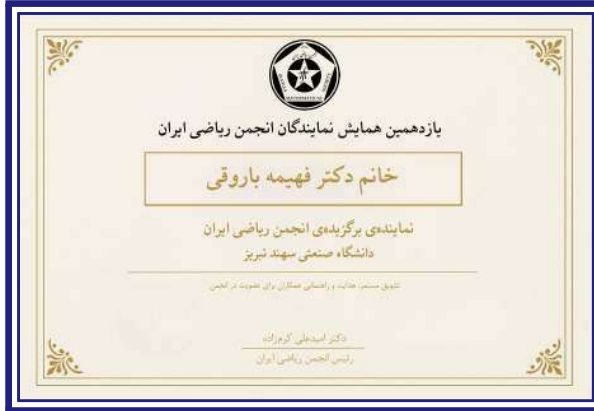 یازدهمین همایش نمایندگان انجمن ریاضی ایران
خانم دکتر فهیمه باروقی
نماینده‌ی برگزیده‌ی انجمن ریاضی ایران
دانشگاه صنعتی سهند تبریز
تشویق مستمر، هدایت و راهنمایی همکاران برای عضویت در انجمن
دکتر امیدعلی کرم‌زاده
رئیس انجمن ریاضی ایران